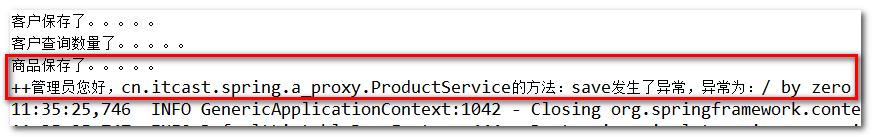 客户保存了。。。。。
客户查询数量了。。。。。
商品保存了。。。。。
++管理员您好，cn.itcast.spring.a_proxy.ProductService的方法：save发生了异常，异常为：/ by zero
11:35:25,746  INFO GenericApplicationContext:1042 - Closing org.springframework.conte